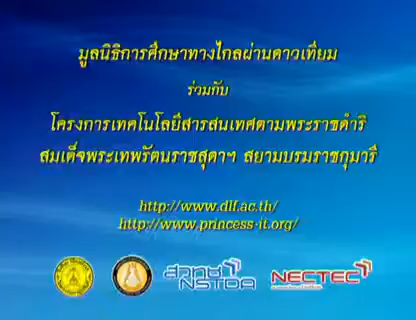 มูลนิธิการศึกษาทางไกลผ่านดาวเทียม
ร่วมกับ
โครงการเทคโนโลยีสารสนเทศตามพระราชดำริ
สมเด็จพระเทพรัตนราชสุดาฯ สยามบรมราชกุมารี
http://www.dlf.ac.th/
http://www.princess-it.org/
สวทช NECTEC
NSTDA